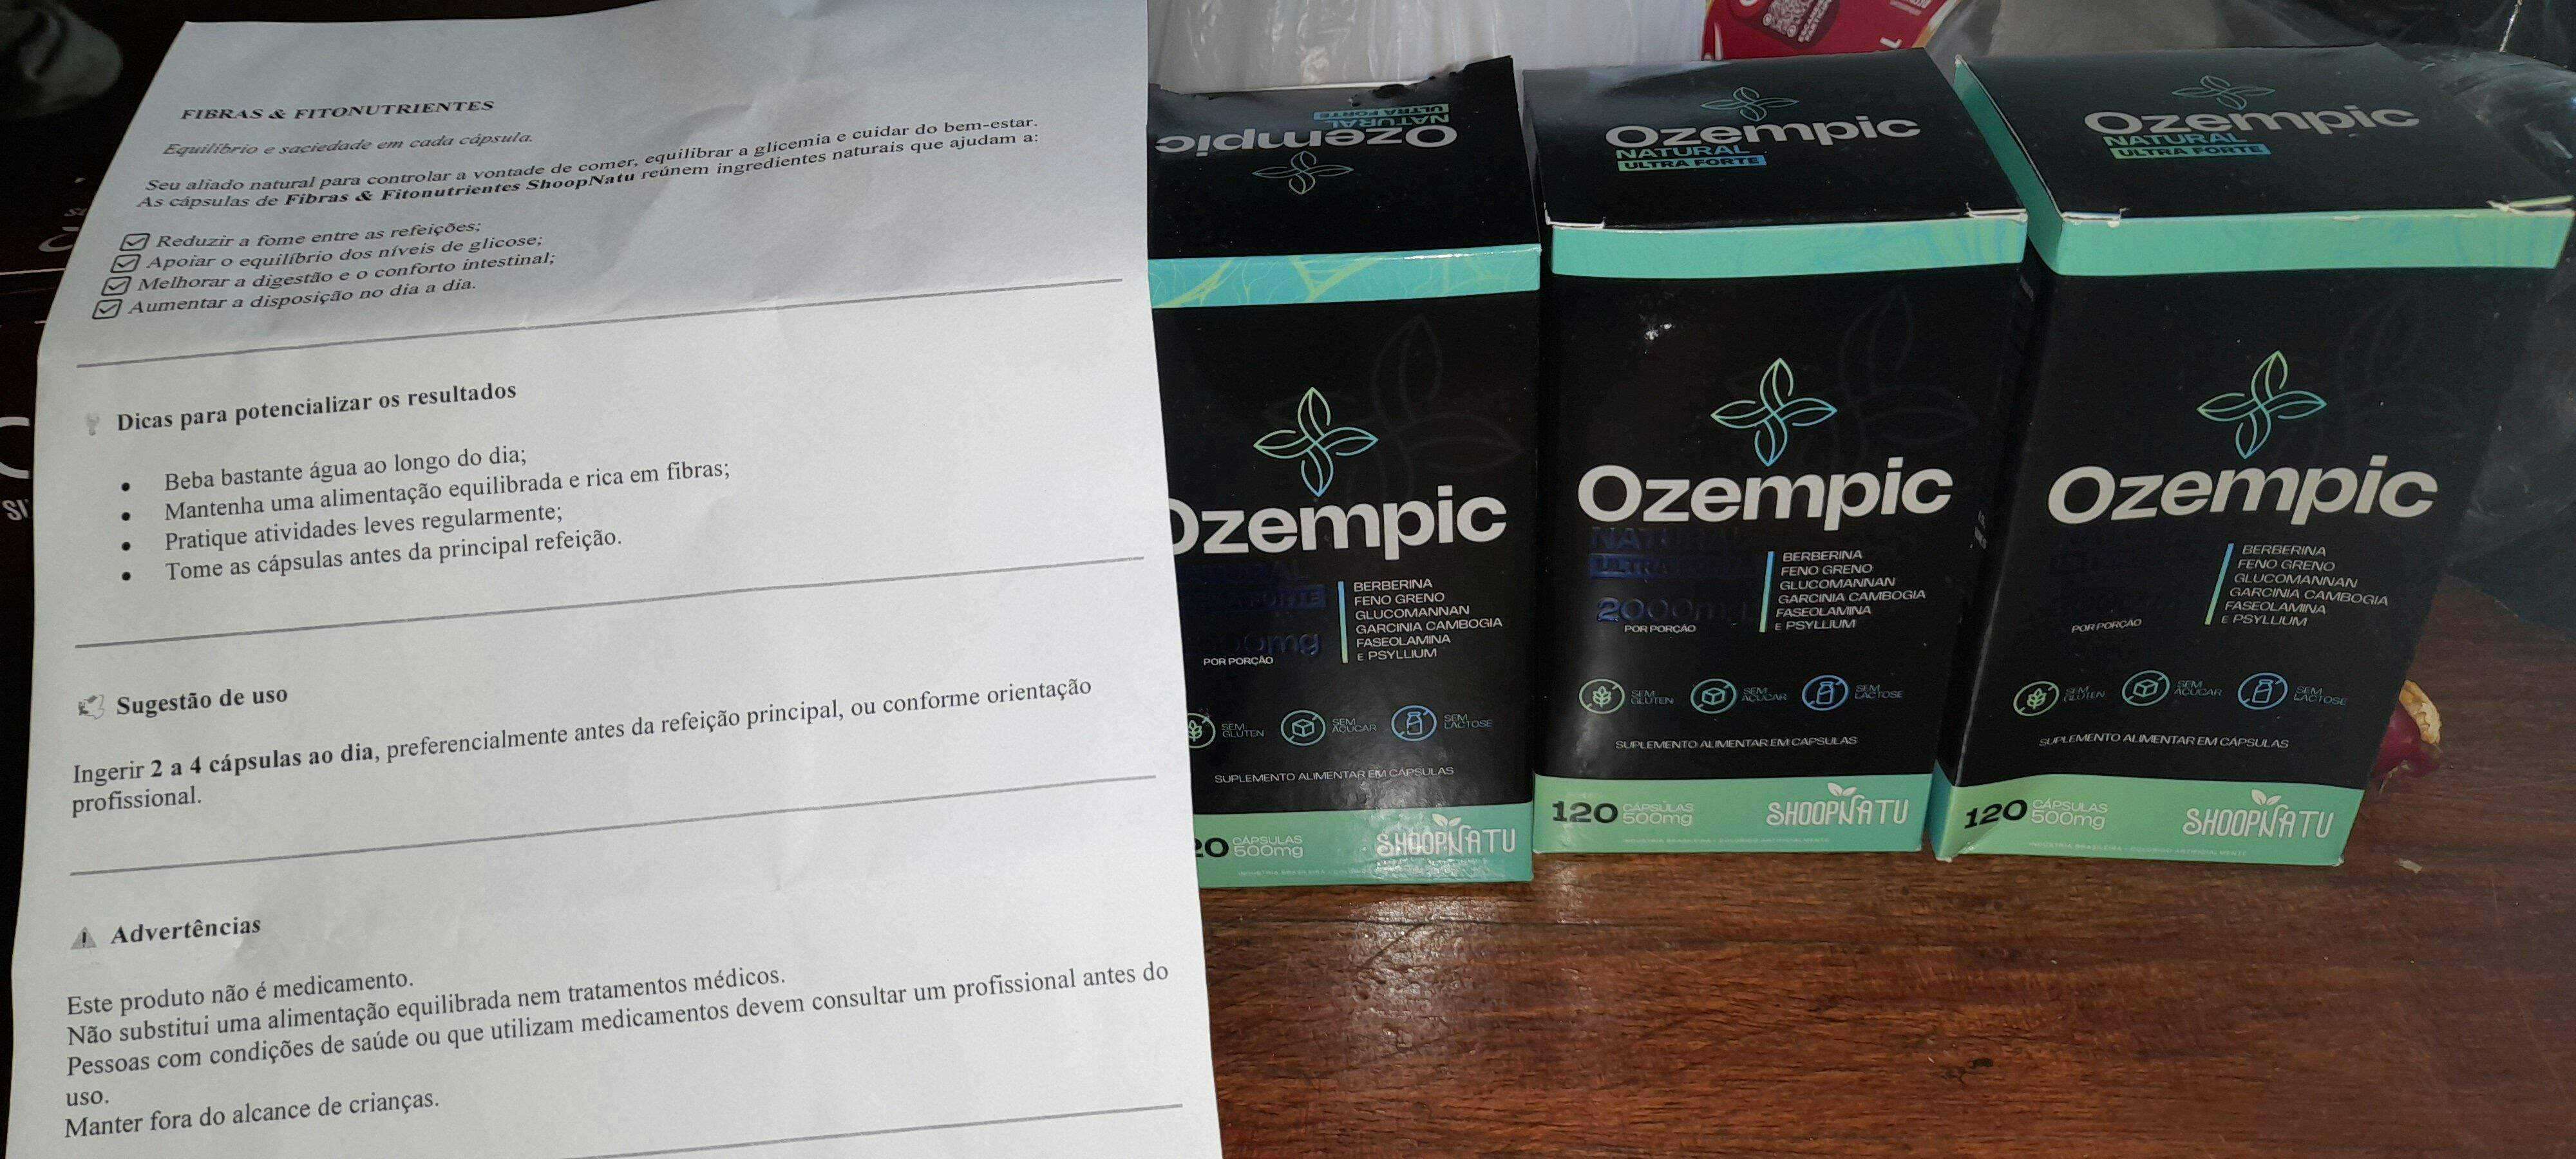 FIBRAS & FITONUTRIENTES
Equilíbrio e saciedade em cada cápsula.
Seu aliado natural para controlar a vontade de comer, equilibrar a glicemia e cuidar do bem-estar.
As cápsulas de Fibras & Fitonutrientes ShoopNatu reúnem ingredientes naturais que ajudam a:
Reduzir a fome entre as refeições;
Apoiar o equilíbrio dos níveis de glicose;
Melhorar a digestão e o conforto intestinal;
Aumentar a disposição no dia a dia.
Dicas para potencializar os resultados
Beba bastante água ao longo do dia;
Mantenha uma alimentação equilibrada e rica em fibras;
Pratique atividades leves regularmente;
Tome as cápsulas antes da principal refeição.
Sugestão de uso
Ingerir 2 a 4 cápsulas ao dia, preferencialmente antes da refeição principal, ou conforme orientação
profissional.
Advertências
Este produto não é medicamento.
Não substitui uma alimentação equilibrada nem tratamentos médicos.
Pessoas com condições de saúde ou que utilizam medicamentos devem consultar um profissional antes do
uso.
Manter fora do alcance de crianças.
Ozempic
NATURAL
ULTRA FORTE
Ozempic
BERBERINA
FENO GRENO
GLUCOMANNAN
GARCINIA CAMBOGIA
FASEOLAMINA
E PSYLLIUM
POR PORÇÃO
SEM GLÚTEN
SEM AÇÚCAR
SEM LACTOSE
SUPLEMENTO ALIMENTAR EM CÁPSULAS
CÁPSULAS
500mg
SHOOPNATU
Ozempic
NATURAL
ULTRA FORTE
Ozempic
NATURAL
2000mg
POR PORÇÃO
BERBERINA
FENO GRENO
GLUCOMANNAN
GARCINIA CAMBOGIA
FASEOLAMINA
E PSYLLIUM
SEM GLÚTEN
SEM AÇÚCAR
SEM LACTOSE
SUPLEMENTO ALIMENTAR EM CÁPSULAS
120 CÁPSULAS
500mg
SHOOPNATU
Ozempic
NATURAL
ULTRA FORTE
Ozempic
BERBERINA
FENO GRENO
GLUCOMANNAN
GARCINIA CAMBOGIA
FASEOLAMINA
E PSYLLIUM
POR PORÇÃO
SEM GLÚTEN
SEM AÇÚCAR
SEM LACTOSE
SUPLEMENTO ALIMENTAR EM CÁPSULAS
120 CÁPSULAS
500mg
SHOOPNATU